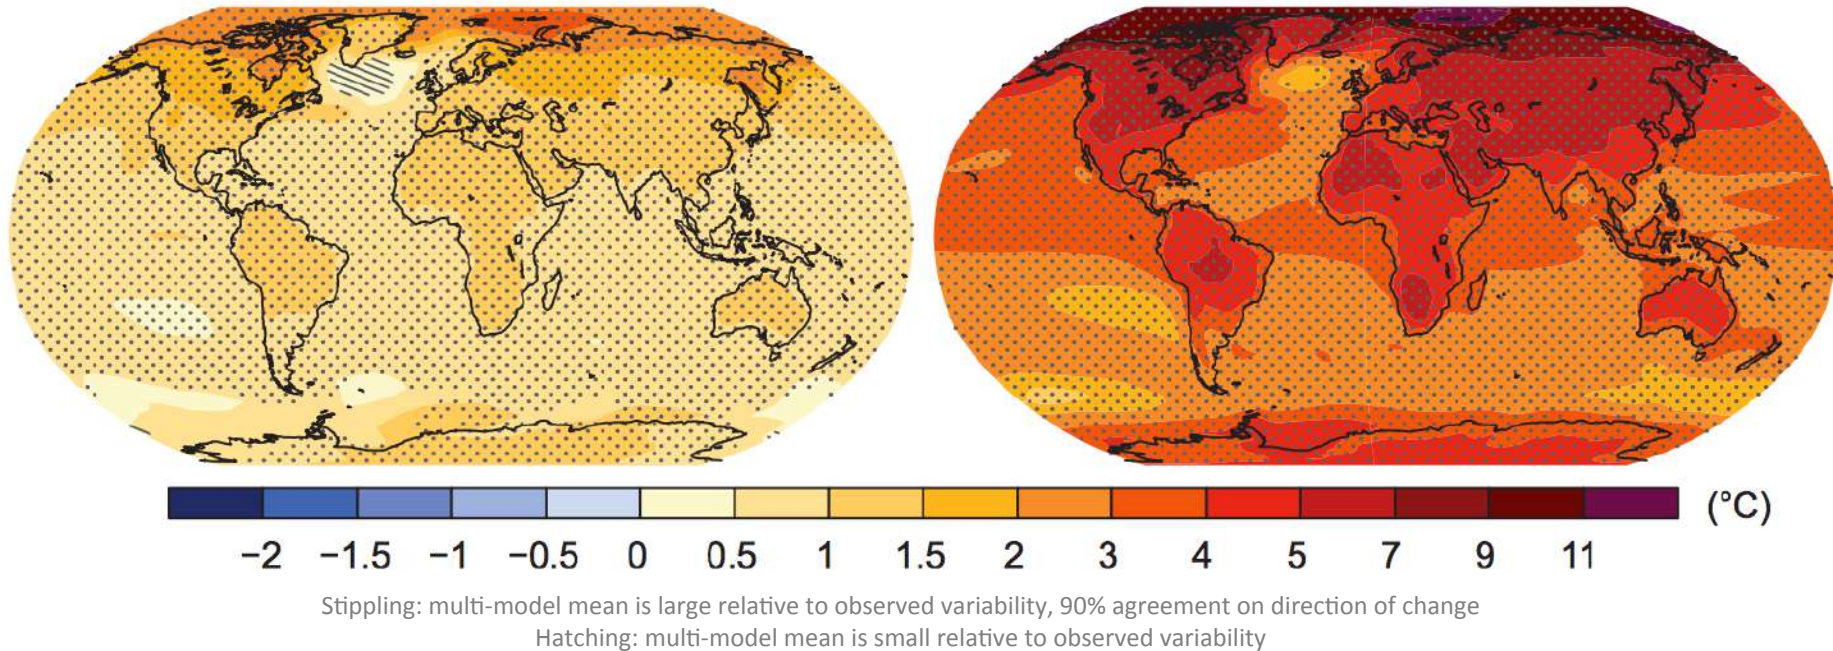 (°C)
−2 −1.5 −1 −0.5 0 0.5 1 1.5 2 3 4 5 7 9 11
Stippling: multi-model mean is large relative to observed variability, 90% agreement on direction of change
Hatching: multi-model mean is small relative to observed variability